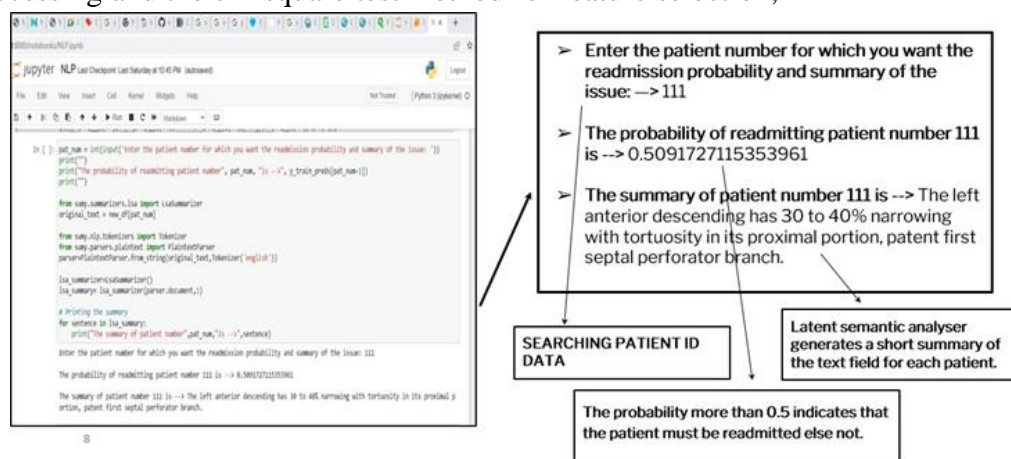 jupyter NLP Last Checkpoint: Last Saturday at 10:45 PM (autosaved)
Logout
File Edit View Insert Cell Kernel Widgets Help
Not Trusted Python 3 (ipykernel)
Run Markdown
In [ ]: pat_num = int(input('Enter the patient number for which you want the readmission probability and summary of the issue: '))
print("")
print("The probability of readmitting patient number", pat_num, "is -->", y_train_preds[pat_num-1])
print("")
from sumy.summarizers.lsa import LsaSummarizer
original_text = new_df[pat_num]
from sumy.nlp.tokenizers import Tokenizer
from sumy.parsers.plaintext import PlaintextParser
parser=PlaintextParser.from_string(original_text,Tokenizer('english'))
lsa_summarizer=LsaSummarizer()
lsa_summary= lsa_summarizer(parser.document,1)
# Printing the summary
for sentence in lsa_summary:
print("The summary of patient number",pat_num,"is -->",sentence)
Enter the patient number for which you want the readmission probability and summary of the issue: 111
The probability of readmitting patient number 111 is --> 0.5091727115353961
The summary of patient number 111 is --> The left anterior descending has 30 to 40% narrowing with tortuosity in its proximal p
ortion, patent first septal perforator branch.
8
➢ Enter the patient number for which you want the
readmission probability and summary of the
issue: —> 111
➢ The probability of readmitting patient number 111
is --> 0.5091727115353961
➢ The summary of patient number 111 is --> The left
anterior descending has 30 to 40% narrowing
with tortuosity in its proximal portion, patent first
septal perforator branch.
SEARCHING PATIENT ID
DATA
Latent semantic analyser
generates a short summary of
the text field for each patient.
The probability more than 0.5 indicates that
the patient must be readmitted else not.